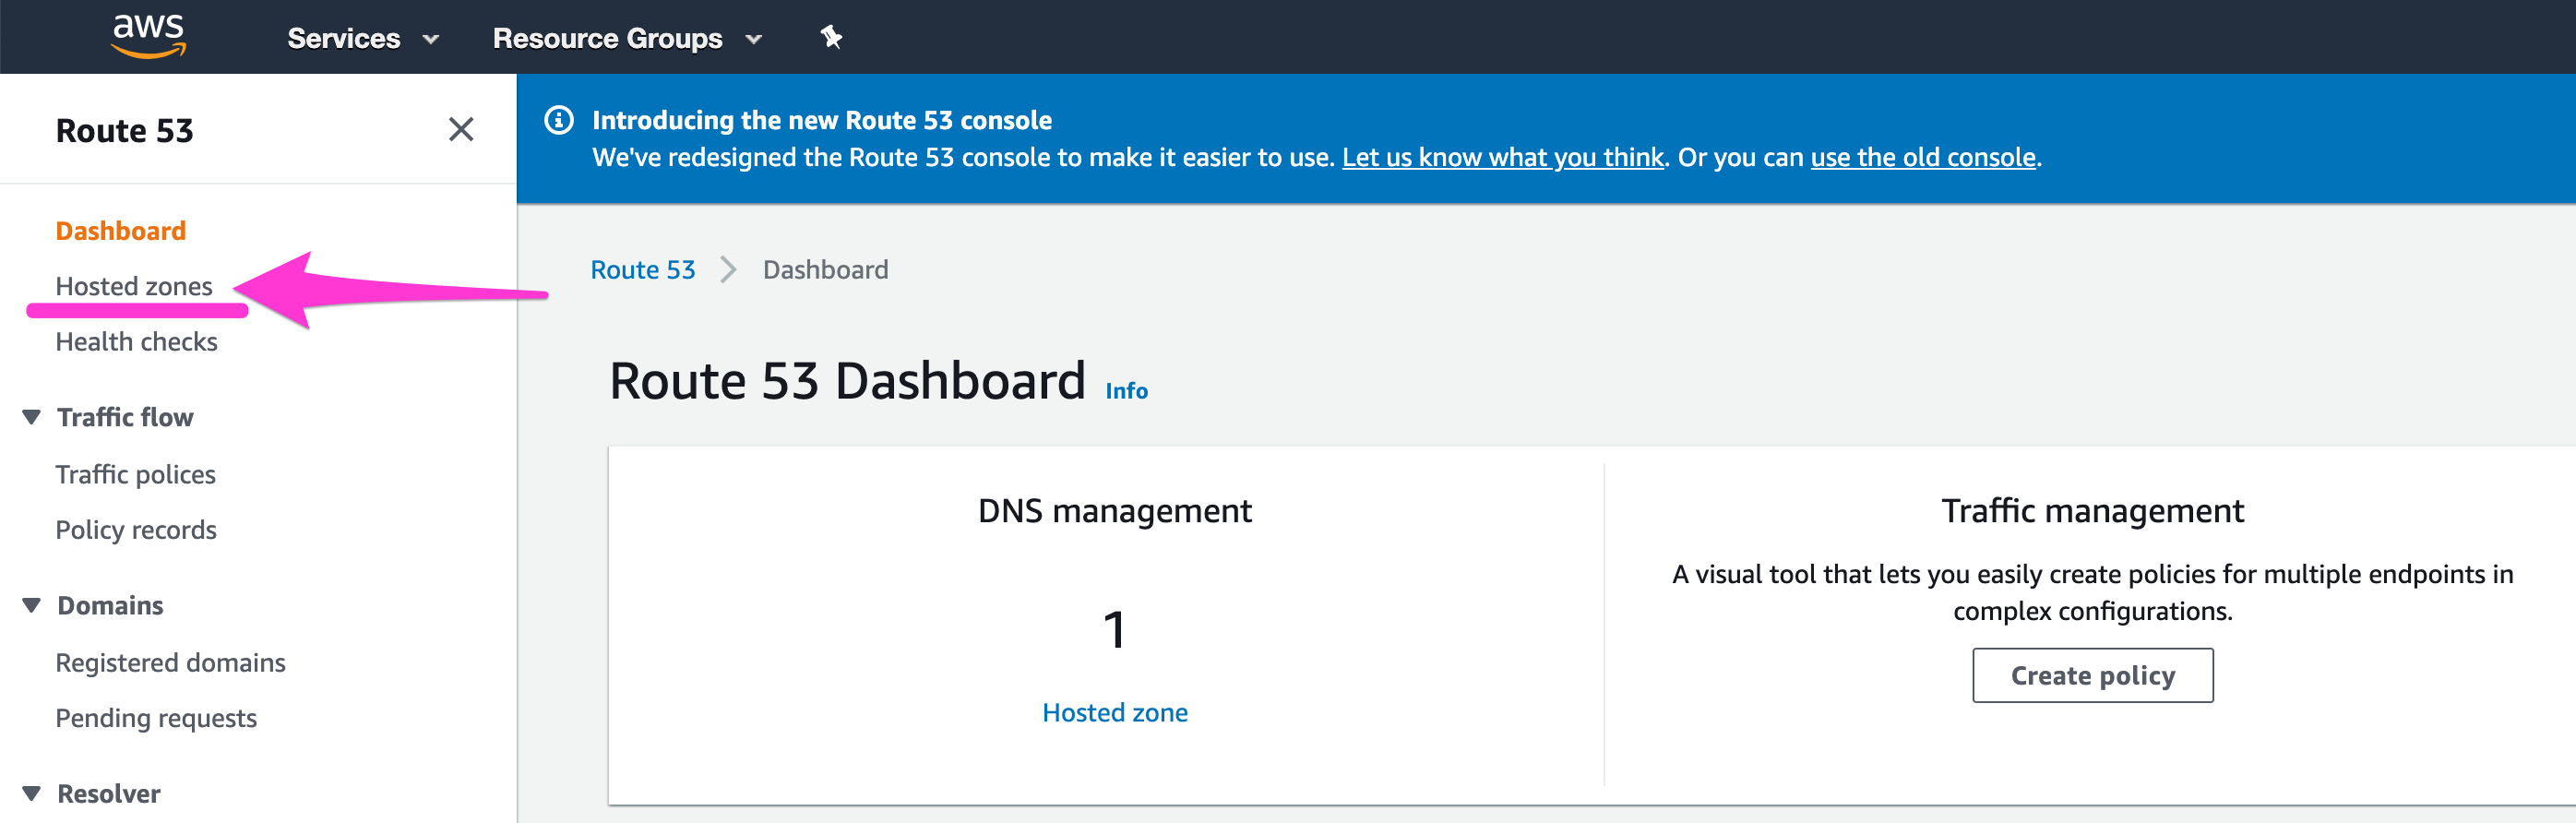 aws
Services
Resource Groups
Route 53
Introducing the new Route 53 console
We've redesigned the Route 53 console to make it easier to use. Let us know what you think. Or you can use the old console.
Dashboard
Hosted zones
Health checks
Traffic flow
Traffic polices
Policy records
Domains
Registered domains
Pending requests
Resolver
Route 53
Dashboard
Route 53 Dashboard Info
DNS management
1
Hosted zone
Traffic management
A visual tool that lets you easily create policies for multiple endpoints in
complex configurations.
Create policy